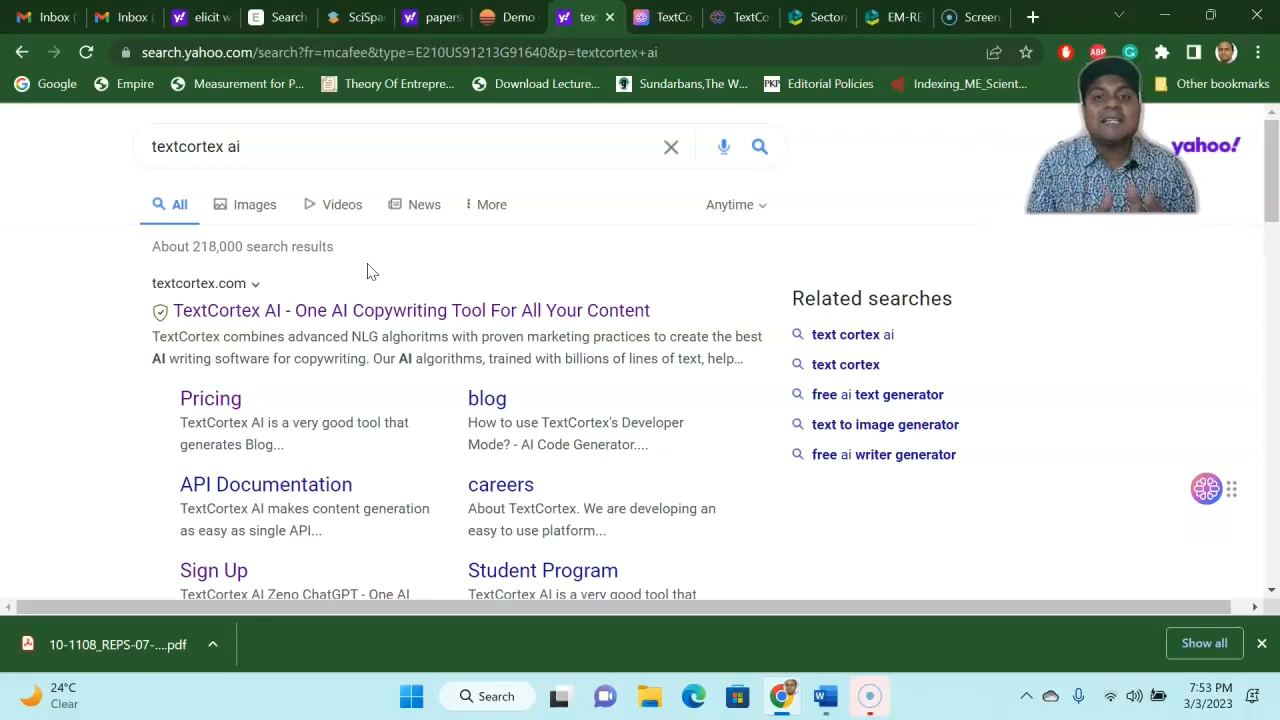 Inbox (
Inbox (
elicit w
Search
SciSpa
papers
Demo
tex
TextCo
TextCo
Sector
EM-RE
Screen
search.yahoo.com/search?fr=mcafee&type=E210US91213G91640&p=textcortex+ai
ABP
Google
Empire
Measurement for P...
Theory Of Entrepre...
Download Lecture...
Sundarbans,The W...
PKP
Editorial Policies
Indexing_ME_Scient...
Other bookmarks
textcortex ai
yahoo!
All
Images
Videos
News
More
Anytime
About 218,000 search results
textcortex.com
TextCortex AI - One AI Copywriting Tool For All Your Content
TextCortex combines advanced NLG alghoritms with proven marketing practices to create the best
AI writing software for copywriting. Our AI algorithms, trained with billions of lines of text, help...
Pricing
TextCortex AI is a very good tool that
generates Blog...
blog
How to use TextCortex's Developer
Mode? - AI Code Generator....
API Documentation
TextCortex AI makes content generation
as easy as single API...
careers
About TextCortex. We are developing an
easy to use platform...
Sign Up
TextCortex AI Zeno ChatGPT - One AI
Student Program
TextCortex AI is a very good tool that
Related searches
text cortex ai
text cortex
free ai text generator
text to image generator
free ai writer generator
10-1108_REPS-07-....pdf
Show all
24°C
Clear
Search
7:53 PM
3/3/2023